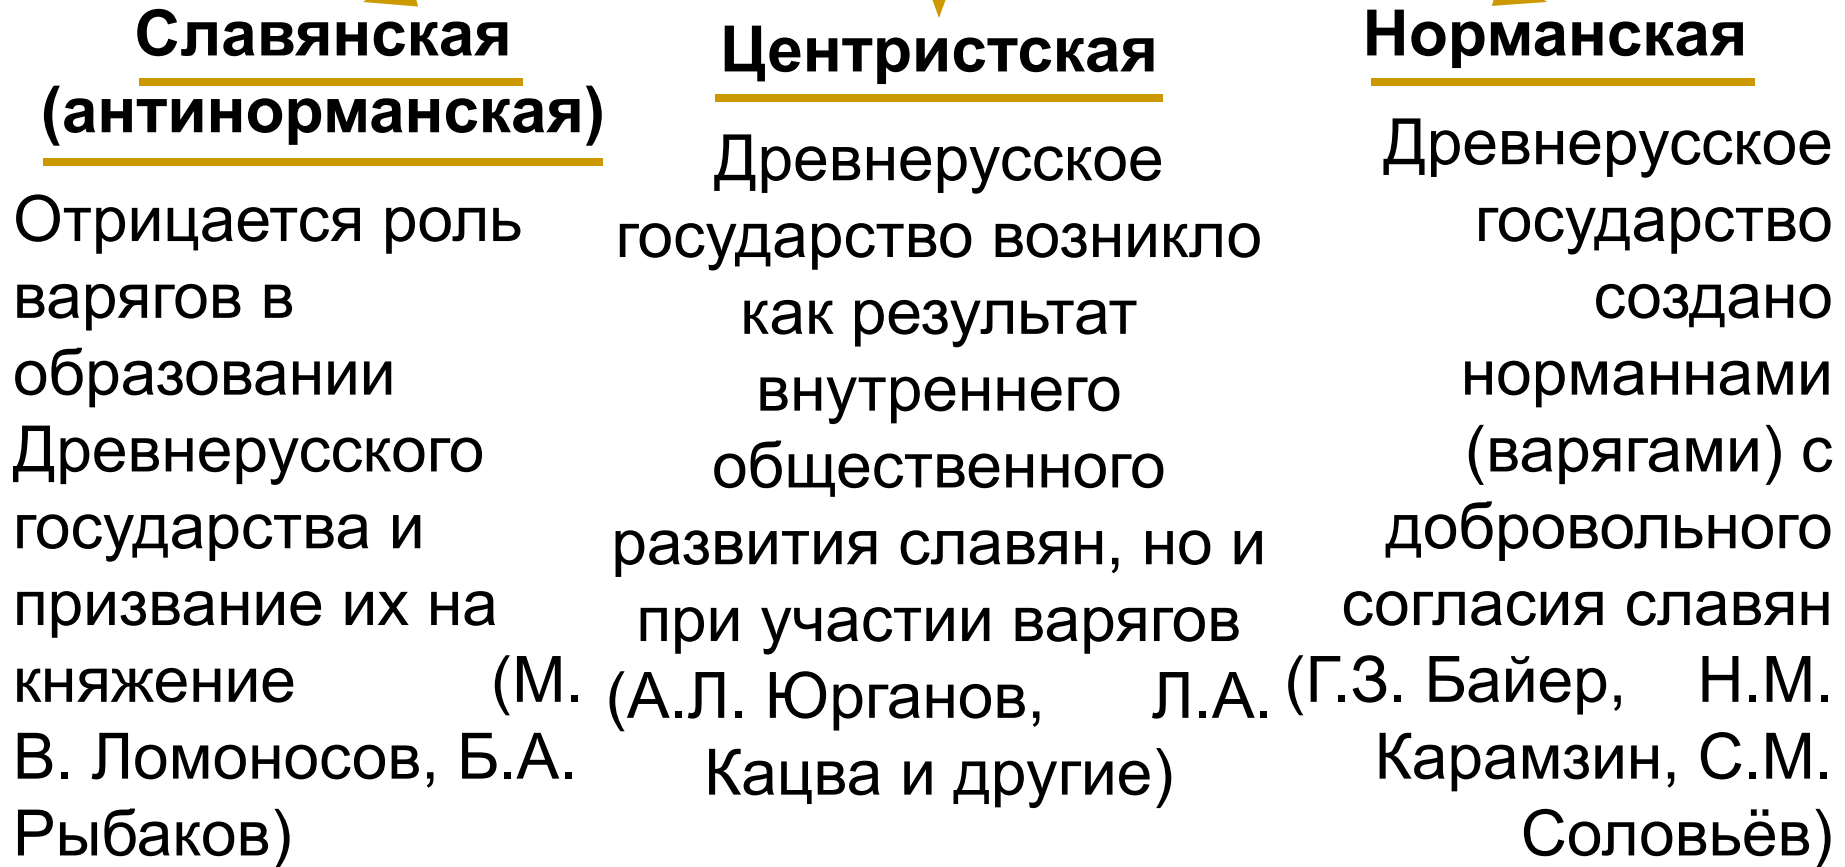 Славянская
(антинорманская)
Отрицается роль
варягов в
образовании
Древнерусского
государства и
призвание их на
княжение (М.
В. Ломоносов, Б.А.
Рыбаков)
Центристская
Древнерусское
государство возникло
как результат
внутреннего
общественного
развития славян, но и
при участии варягов
(А.Л. Юрганов, Л.А.
Кацва и другие)
Норманская
Древнерусское
государство
создано
норманнами
(варягами) с
добровольного
согласия славян
(Г.З. Байер, Н.М.
Карамзин, С.М.
Соловьёв)